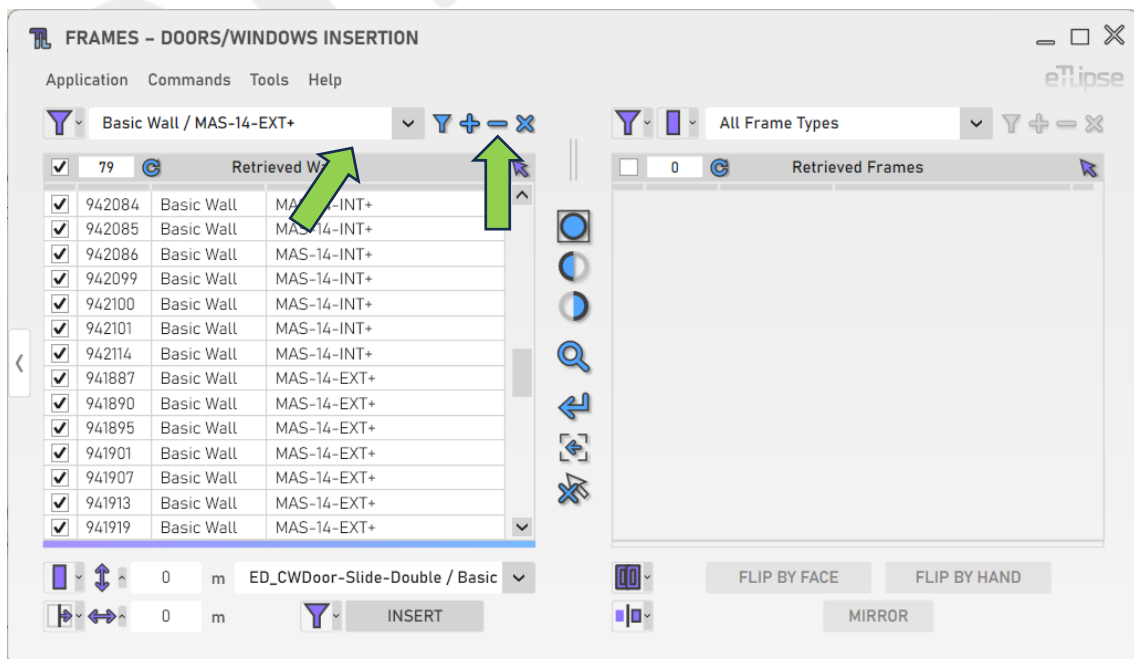 FRAMES – DOORS/WINDOWS INSERTION
Application Commands Tools Help
eTLipse
Basic Wall / MAS-14-EXT+
All Frame Types
79 Retrieved
0 Retrieved Frames
942084 Basic Wall MAS-14-INT+
942085 Basic Wall MAS-14-INT+
942086 Basic Wall MAS-14-INT+
942099 Basic Wall MAS-14-INT+
942100 Basic Wall MAS-14-INT+
942101 Basic Wall MAS-14-INT+
942114 Basic Wall MAS-14-INT+
941887 Basic Wall MAS-14-EXT+
941890 Basic Wall MAS-14-EXT+
941895 Basic Wall MAS-14-EXT+
941901 Basic Wall MAS-14-EXT+
941907 Basic Wall MAS-14-EXT+
941913 Basic Wall MAS-14-EXT+
941919 Basic Wall MAS-14-EXT+
0 m ED_CWDoor-Slide-Double / Basic
FLIP BY FACE FLIP BY HAND
0 m INSERT
MIRROR